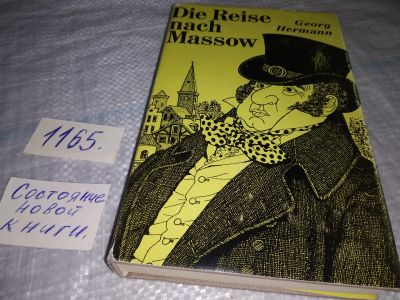 Die Reise
nach
Massow
Georg
Hermann
1165.
Состояние
новой
книги.